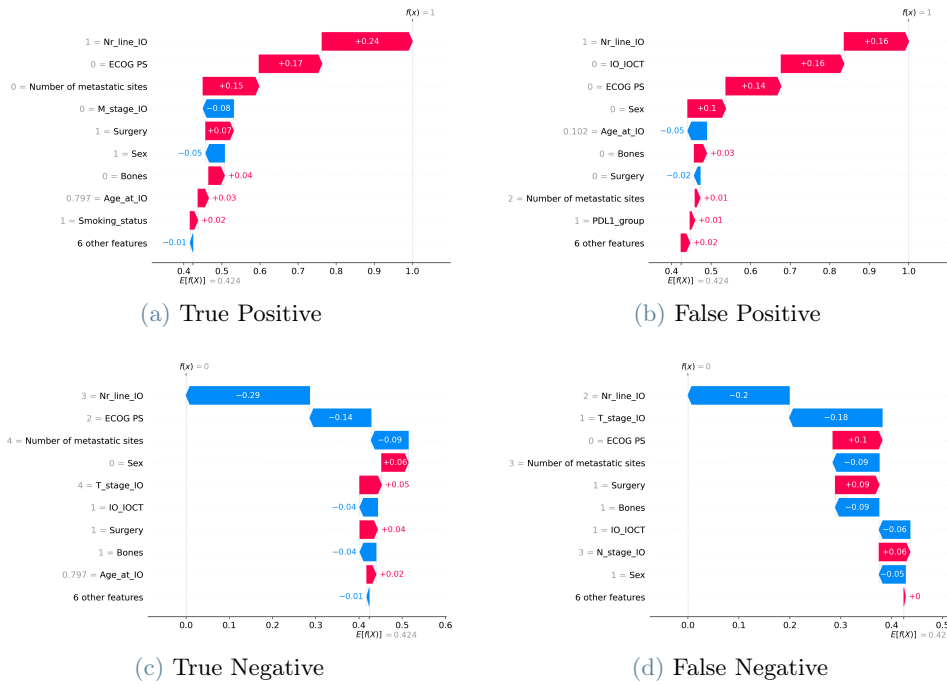 f(x) = 1
1 = Nr_line_IO +0.24
0 = ECOG PS +0.17
0 = Number of metastatic sites +0.15
0 = M_stage_IO −0.08
1 = Surgery +0.07
1 = Sex −0.05
0 = Bones +0.04
0.797 = Age_at_IO +0.03
1 = Smoking_status +0.02
6 other features −0.01
0.4 0.5 0.6 0.7 0.8 0.9 1.0
E[f(X)] = 0.424
(a) True Positive
f(x) = 1
1 = Nr_line_IO +0.16
0 = IO_IOCT +0.16
0 = ECOG PS +0.14
0 = Sex +0.1
0.102 = Age_at_IO −0.05
0 = Bones +0.03
0 = Surgery −0.02
2 = Number of metastatic sites +0.01
1 = PDL1_group +0.01
6 other features +0.02
0.4 0.5 0.6 0.7 0.8 0.9 1.0
E[f(X)] = 0.424
(b) False Positive
f(x) = 0
3 = Nr_line_IO −0.29
2 = ECOG PS −0.14
4 = Number of metastatic sites −0.09
0 = Sex +0.06
4 = T_stage_IO +0.05
1 = IO_IOCT −0.04
1 = Surgery +0.04
1 = Bones −0.04
0.797 = Age_at_IO +0.02
6 other features −0.01
0.0 0.1 0.2 0.3 0.4 0.5 0.6
E[f(X)] = 0.424
(c) True Negative
f(x) = 0
2 = Nr_line_IO −0.2
1 = T_stage_IO −0.18
0 = ECOG PS +0.1
3 = Number of metastatic sites −0.09
1 = Surgery +0.09
1 = Bones −0.09
1 = IO_IOCT −0.06
3 = N_stage_IO +0.06
1 = Sex −0.05
6 other features +0
0.0 0.1 0.2 0.3 0.4 0.5
E[f(X)] = 0.42
(d) False Negative